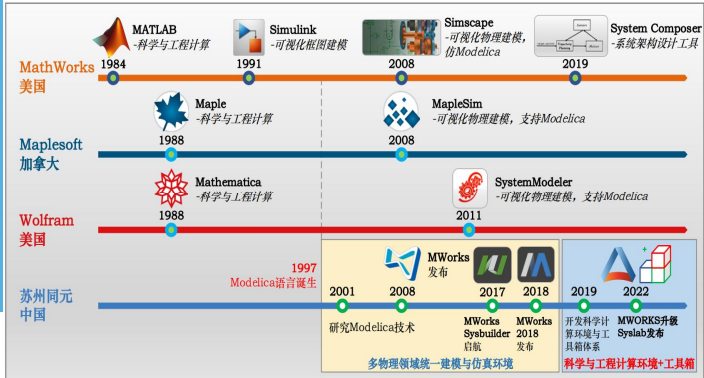 MATLAB
-科学与工程计算
Simulink
-可视化框图建模
Simscape
-可视化物理建模,
仿Modelica
System Composer
-系统架构设计工具
MathWorks
美国
1984
1991
2008
2019
Maple
-科学与工程计算
MapleSim
-可视化物理建模，支持Modelica
Maplesoft
加拿大
1988
2008
Mathematica
-科学与工程计算
SystemModeler
-可视化物理建模，支持Modelica
Wolfram
美国
1988
2011
1997
Modelica语言诞生
MWorks
发布
苏州同元
中国
2001
2008
2017
2018
2019
2022
研究Modelica技术
MWorks
Sysbuilder
启航
MWorks
2018
发布
开发科学计
算环境与工
具箱体系
MWORKS升级
Syslab发布
多物理领域统一建模与仿真环境
科学与工程计算环境+工具箱